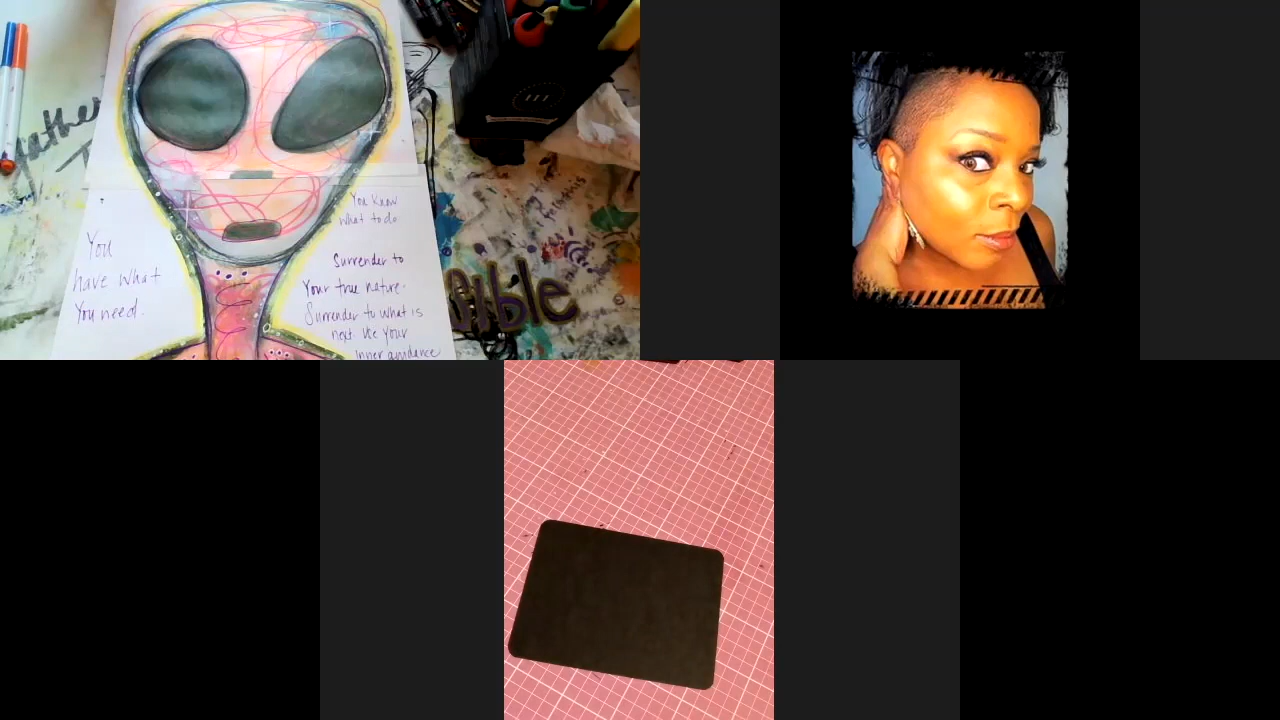 You
have what
You need.
You Know
what to do
Surrender to
Your true nature.
Surrender to what is
next. Use Your
inner guidance